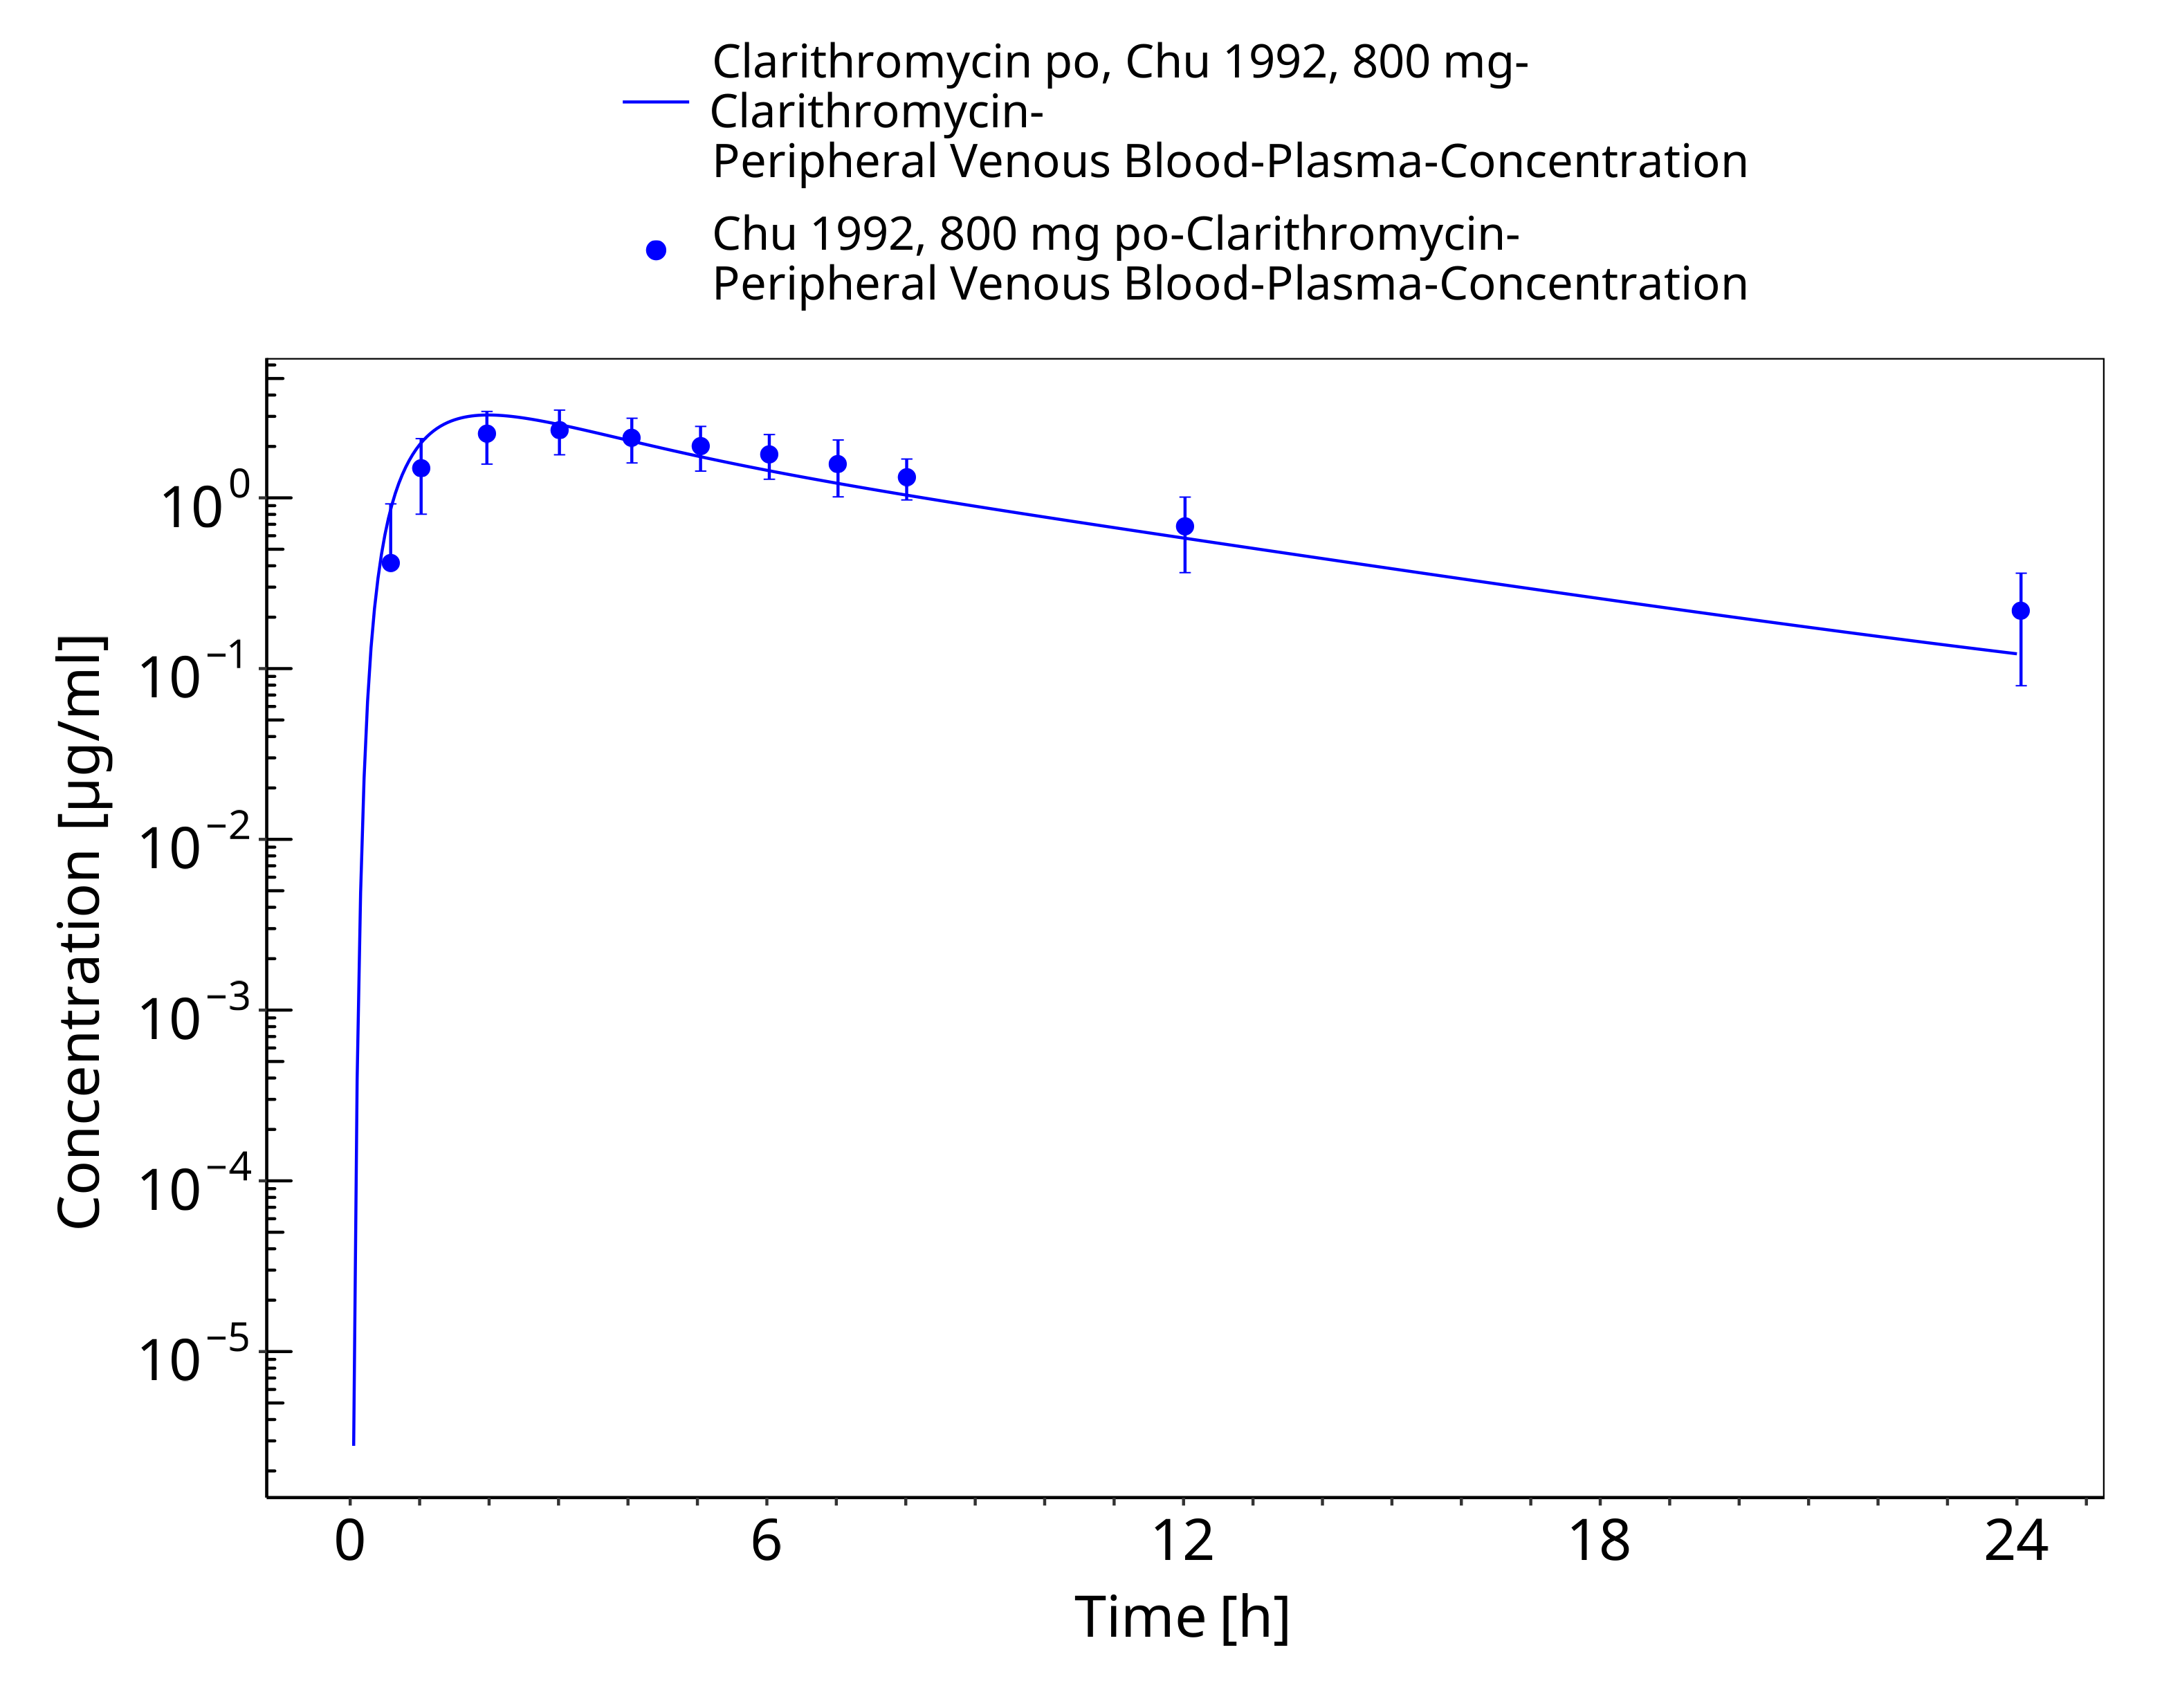 Clarithromycin po, Chu 1992, 800 mg-
Clarithromycin-
Peripheral Venous Blood-Plasma-Concentration
Chu 1992, 800 mg po-Clarithromycin-
Peripheral Venous Blood-Plasma-Concentration
Concentration [µg/ml]
10⁰
10⁻¹
10⁻²
10⁻³
10⁻⁴
10⁻⁵
0 6 12 18 24
Time [h]